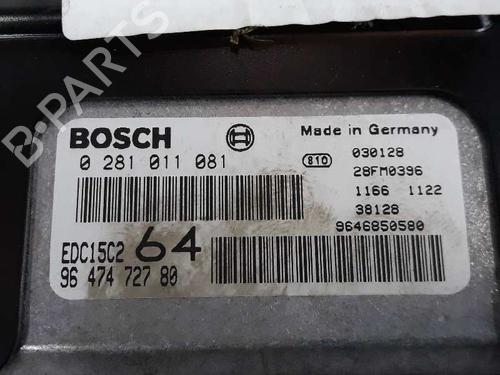 BOSCH
Made in Germany
0 281 011 081
810
030128
28FM0396
1166 1122
38128
9646850580
EDC15C2 64
96 474 727 80
B-PARTS